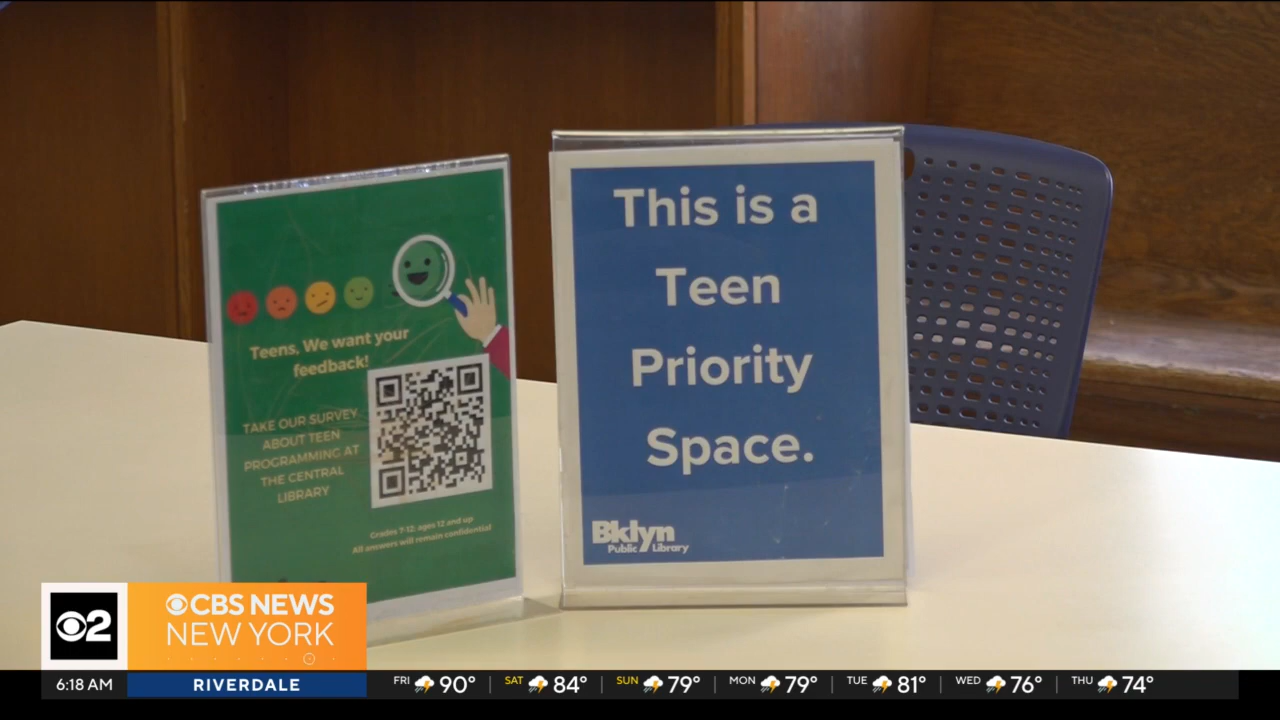 This is a
Teen
Priority
Space.
Bklyn
Public Library
Teens, We want your
feedback!
TAKE OUR SURVEY
ABOUT TEEN
PROGRAMMING AT
THE CENTRAL
LIBRARY
Grades 7-12; ages 12 and up
All answers will remain confidential
2
CBS NEWS
NEW YORK
6:18 AM
RIVERDALE
FRI 90° SAT 84° SUN 79° MON 79° TUE 81° WED 76° THU 74°